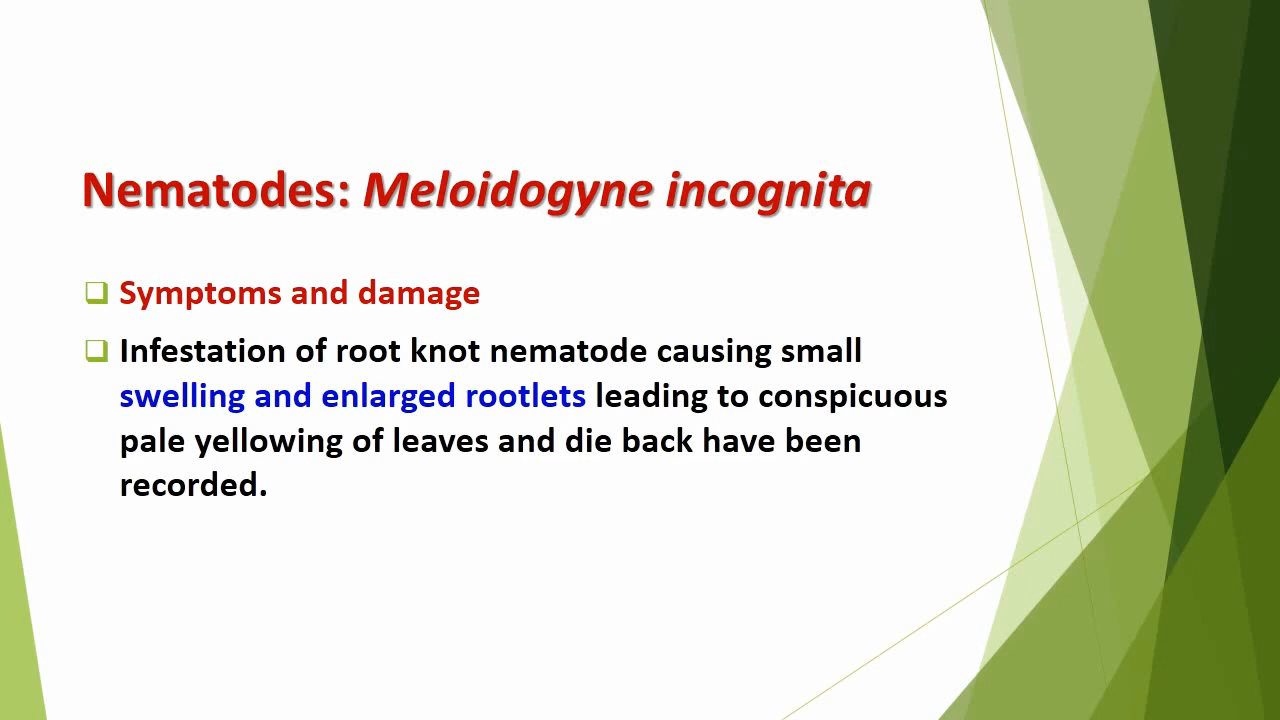 Nematodes: Meloidogyne incognita
Symptoms and damage
Infestation of root knot nematode causing small
swelling and enlarged rootlets leading to conspicuous
pale yellowing of leaves and die back have been
recorded.